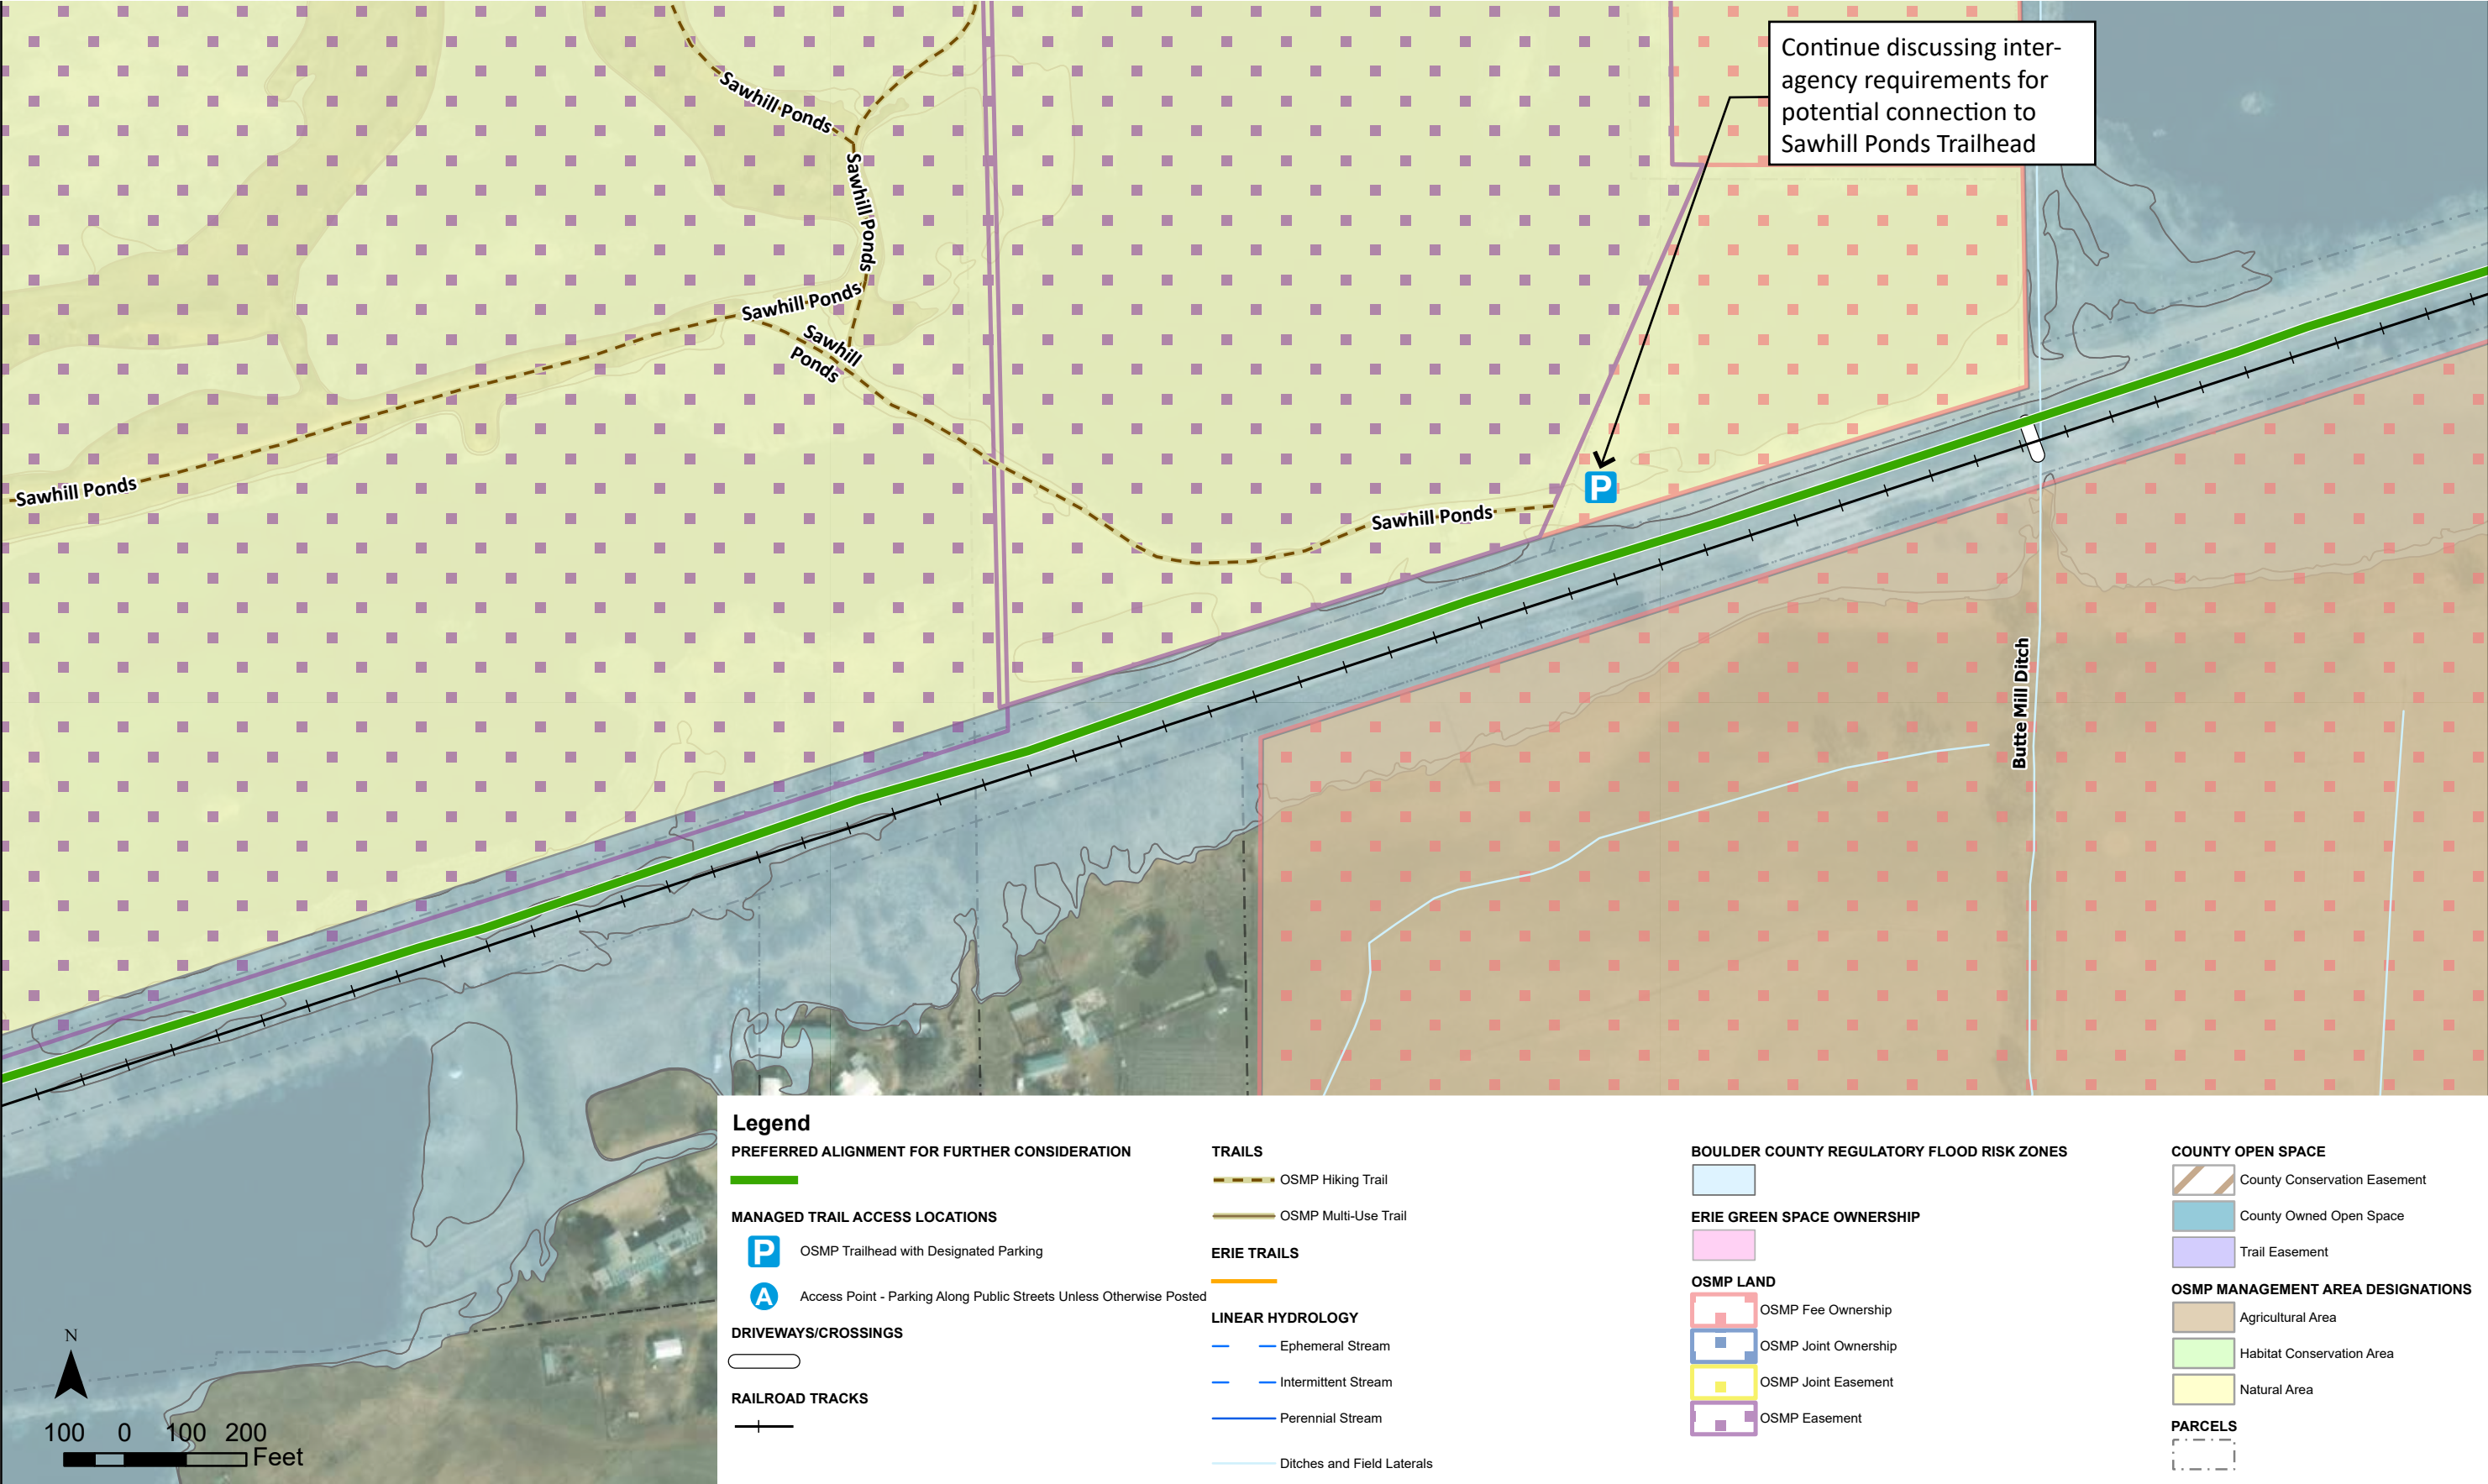 Continue discussing inter-
agency requirements for
potential connection to
Sawhill Ponds Trailhead
Sawhill Ponds
Sawhill Ponds
Sawhill Ponds
Sawhill
Ponds
Sawhill Ponds
Sawhill Ponds
P
Butte Mill Ditch
N
100 0 100 200
Feet
Legend
PREFERRED ALIGNMENT FOR FURTHER CONSIDERATION
MANAGED TRAIL ACCESS LOCATIONS
P OSMP Trailhead with Designated Parking
A Access Point - Parking Along Public Streets Unless Otherwise Posted
DRIVEWAYS/CROSSINGS
RAILROAD TRACKS
TRAILS
OSMP Hiking Trail
OSMP Multi-Use Trail
ERIE TRAILS
LINEAR HYDROLOGY
Ephemeral Stream
Intermittent Stream
Perennial Stream
Ditches and Field Laterals
BOULDER COUNTY REGULATORY FLOOD RISK ZONES
ERIE GREEN SPACE OWNERSHIP
OSMP LAND
OSMP Fee Ownership
OSMP Joint Ownership
OSMP Joint Easement
OSMP Easement
COUNTY OPEN SPACE
County Conservation Easement
County Owned Open Space
Trail Easement
OSMP MANAGEMENT AREA DESIGNATIONS
Agricultural Area
Habitat Conservation Area
Natural Area
PARCELS